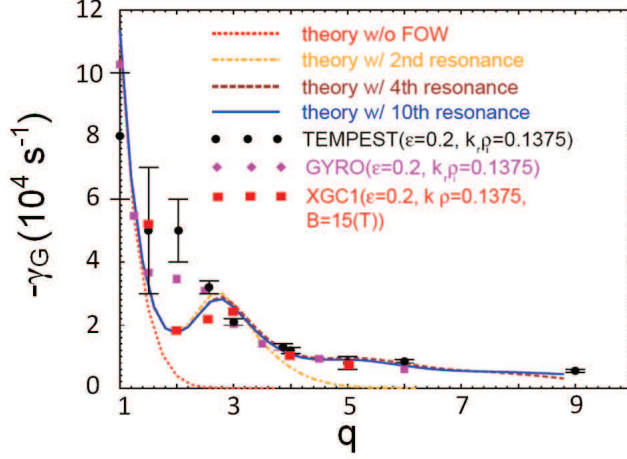 12
10
8
6
4
2
0
-γG (10⁴ s⁻¹)
theory w/o FOW
theory w/ 2nd resonance
theory w/ 4th resonance
theory w/ 10th resonance
TEMPEST(ε=0.2, kᵣρᵢ=0.1375)
GYRO(ε=0.2, kᵣρᵢ=0.1375)
XGC1(ε=0.2, k ρ=0.1375,
B=15(T))
1 3 5 7 9
q